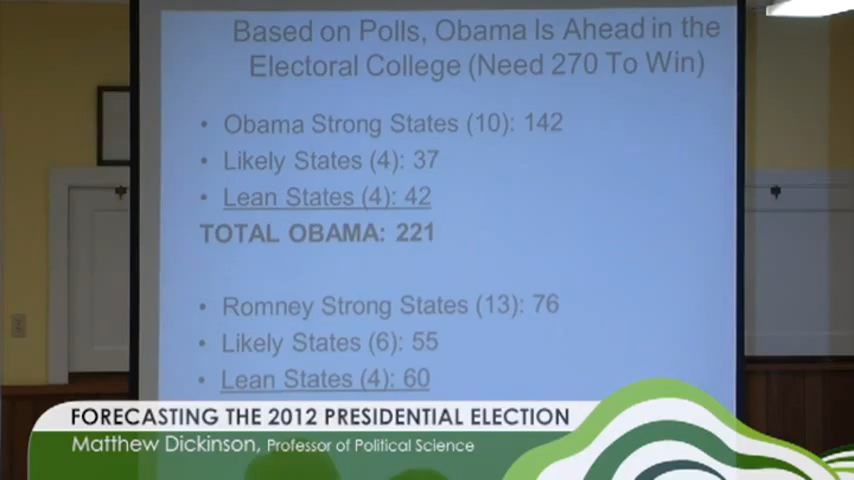 Based on Polls, Obama Is Ahead in the
Electoral College (Need 270 To Win)
• Obama Strong States (10): 142
• Likely States (4): 37
• Lean States (4): 42
TOTAL OBAMA: 221
• Romney Strong States (13): 76
• Likely States (6): 55
• Lean States (4): 60
FORECASTING THE 2012 PRESIDENTIAL ELECTION
Matthew Dickinson, Professor of Political Science